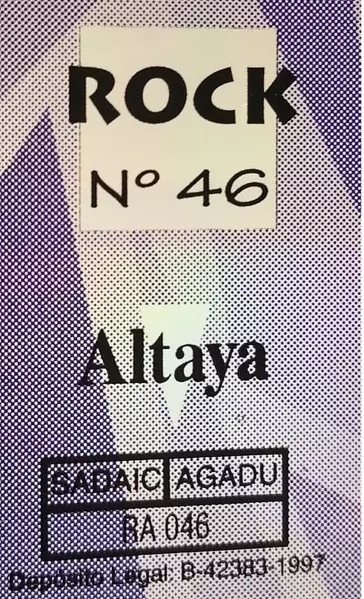 ROCK
Nº 46
Altaya
SADAIC AGADU
RA 046
Depósito Legal: B-42383-1997